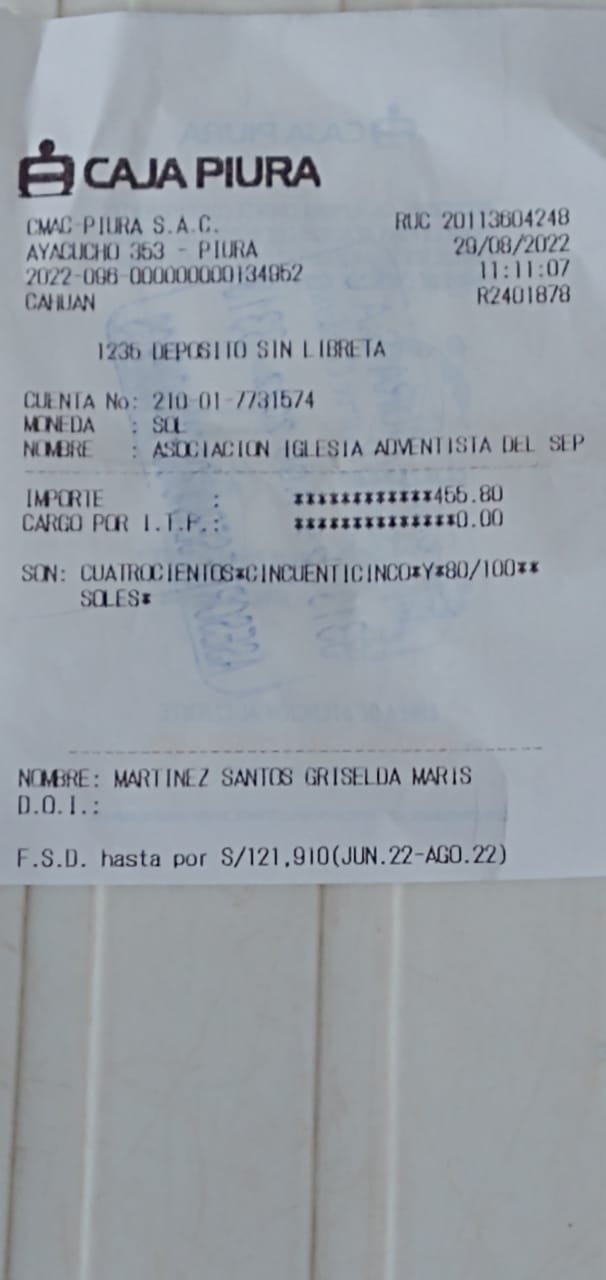 CAJA PIURA
CMAC-PIURA S.A.C. RUC 20113604248
AYACUCHO 353 - PIURA 29/08/2022
2022-096-000000000134952 11:11:07
CAHUAN R2401878
1235 DEPOSITO SIN LIBRETA
CUENTA No: 210-01-7731574
MONEDA : SOL
NOMBRE : ASOCIACION IGLESIA ADVENTISTA DEL SEP
IMPORTE : ************455.80
CARGO POR I.T.F.: **************0.00
SON: CUATROCIENTOS*CINCUENTICINCO*Y*80/100**
SOLES*
NOMBRE: MARTINEZ SANTOS GRISELDA MARIS
D.O.I.:
F.S.D. hasta por S/121,910(JUN.22-AGO.22)